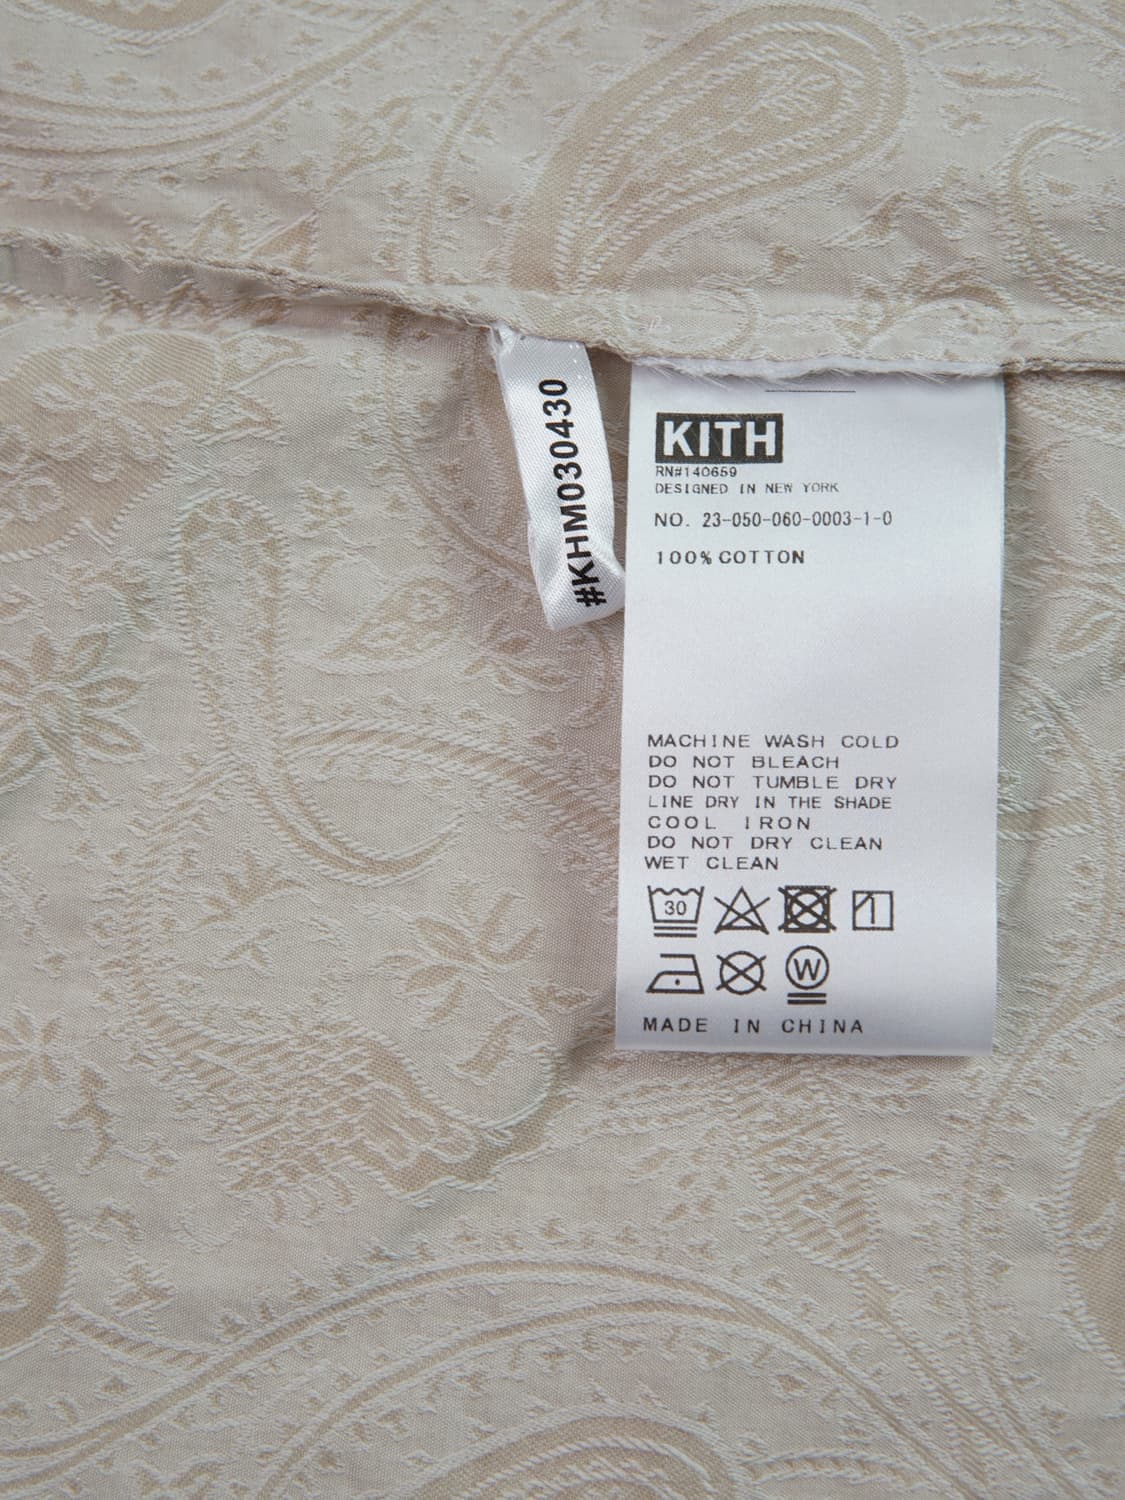 #KHM030430
KITH
RN#140659
DESIGNED IN NEW YORK
NO. 23-050-060-0003-1-0
100% COTTON
MACHINE WASH COLD
DO NOT BLEACH
DO NOT TUMBLE DRY
LINE DRY IN THE SHADE
COOL IRON
DO NOT DRY CLEAN
WET CLEAN
30
W
MADE IN CHINA